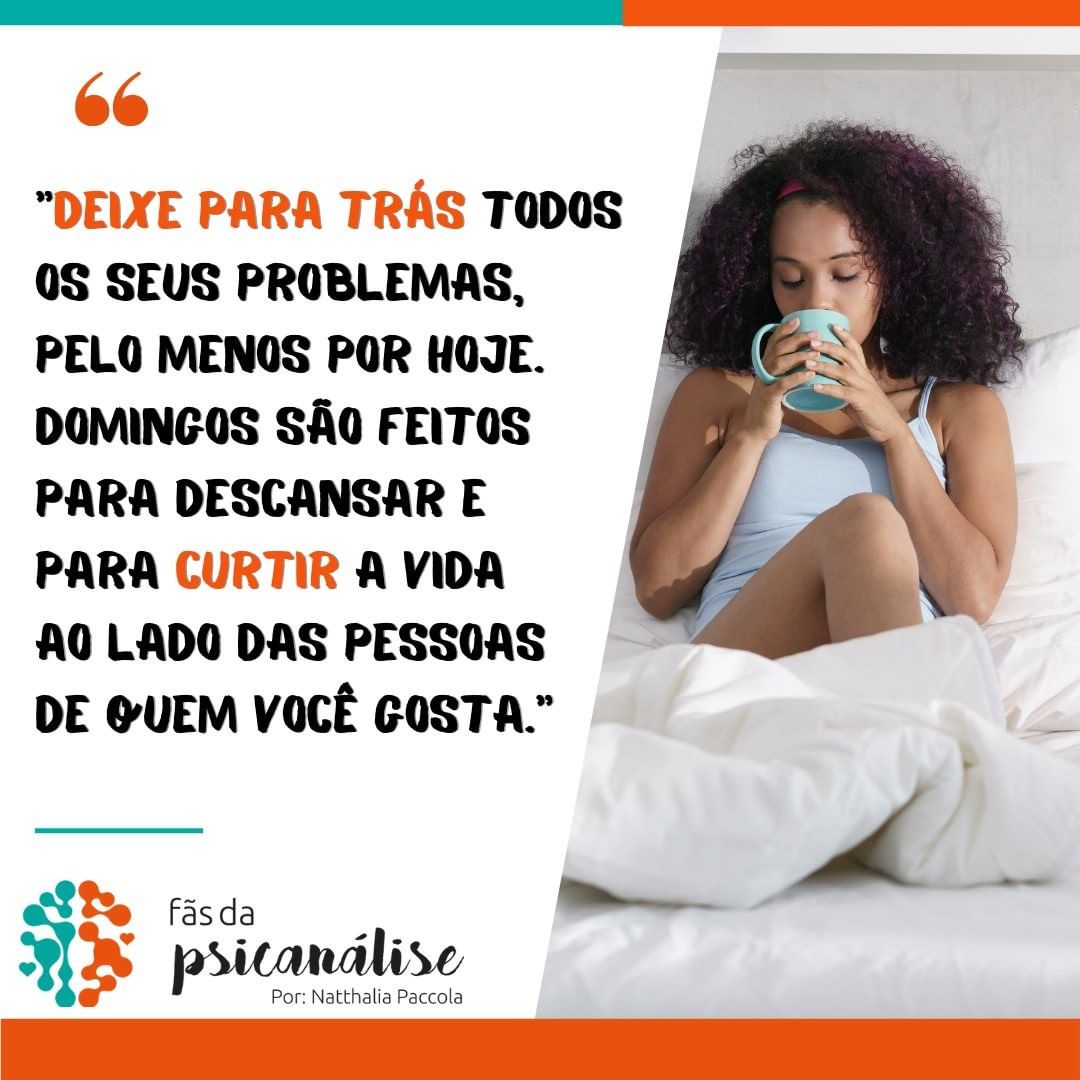 "DEIXE PARA TRÁS TODOS
OS SEUS PROBLEMAS,
PELO MENOS POR HOJE.
DOMINGOS SÃO FEITOS
PARA DESCANSAR E
PARA CURTIR A VIDA
AO LADO DAS PESSOAS
DE QUEM VOCÊ GOSTA."
fãs da
psicanálise
Por: Natthalia Paccola